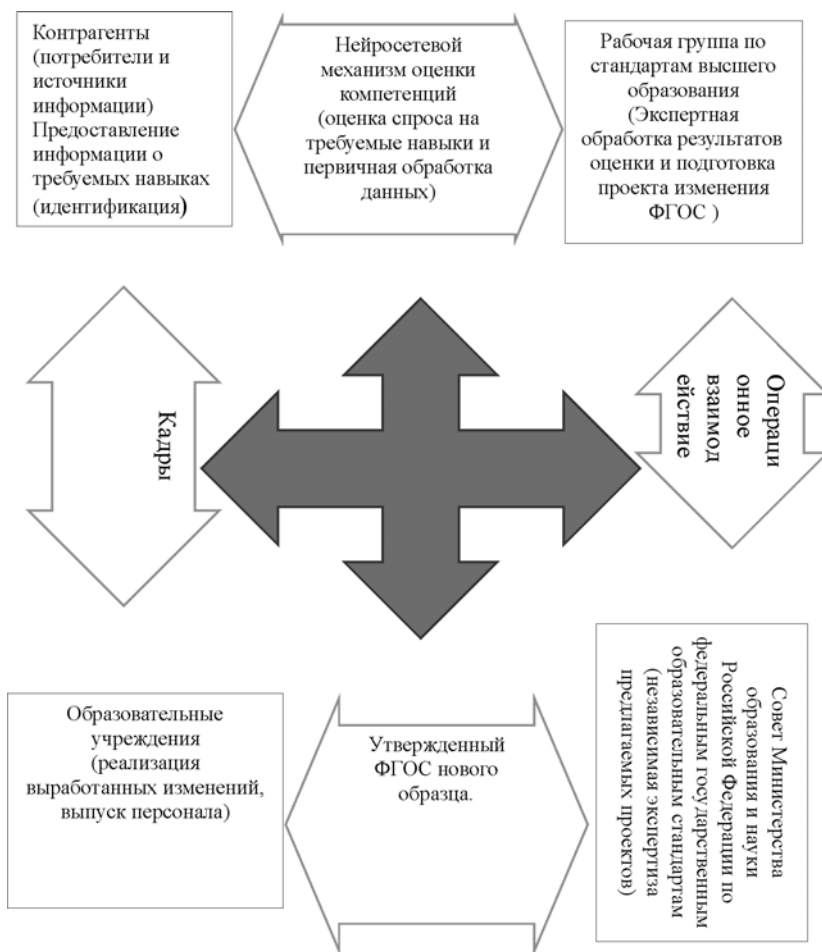 Контрагенты
(потребители и
источники
информации)
Предоставление
информации о
требуемых навыках
(идентификация)
Нейросетевой
механизм оценки
компетенций
(оценка спроса на
требуемые навыки и
первичная обработка
данных)
Рабочая группа по
стандартам высшего
образования
(Экспертная
обработка результатов
оценки и подготовка
проекта изменения
ФГОС )
Кадры
Операци
онное
взаимод
ействие
Образовательные
учреждения
(реализация
выработанных изменений,
выпуск персонала)
Утвержденный
ФГОС нового
образца.
Совет Министерства
образования и науки
Российской Федерации по
федеральным государственным
образовательным стандартам
(независимая экспертиза
предлагаемых проектов)